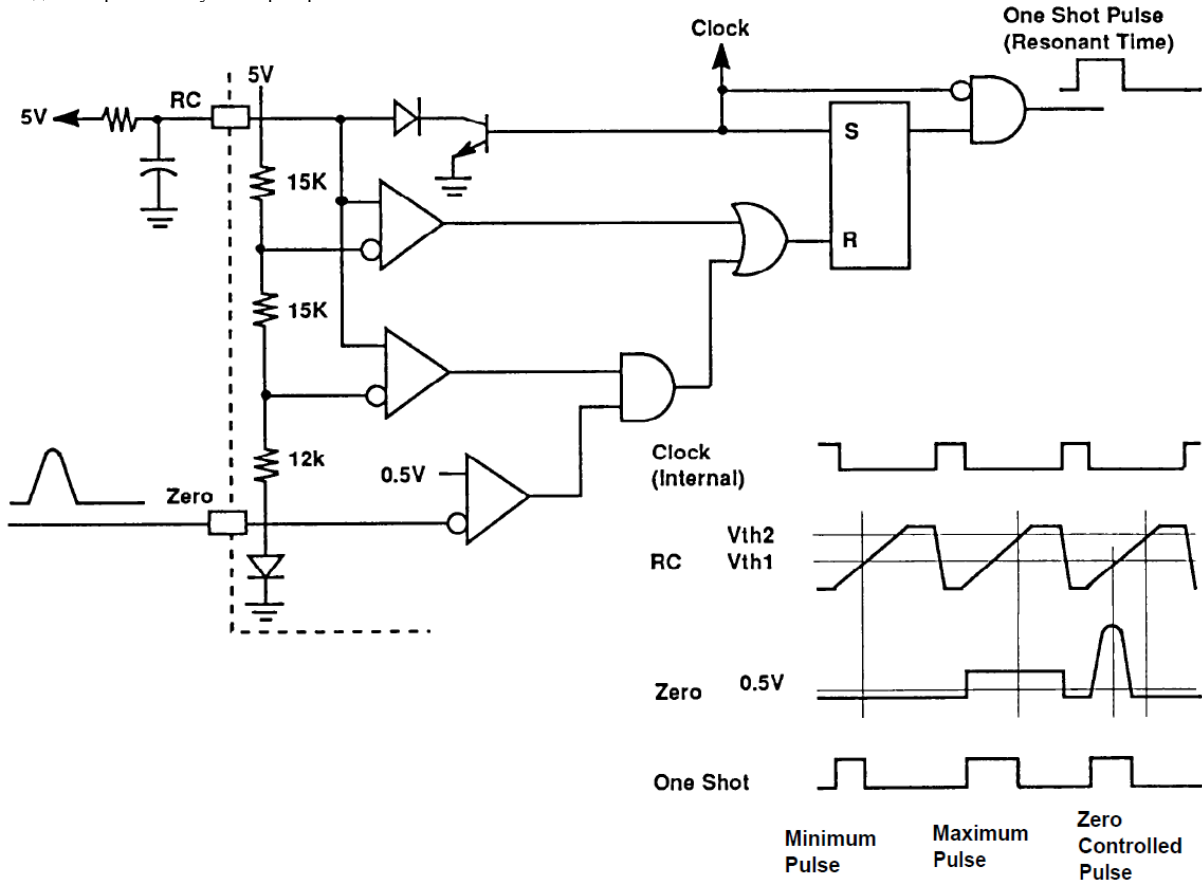 Clock
One Shot Pulse
(Resonant Time)
5V
RC
5V
15K
S
R
15K
12k
0.5V
Zero
Clock
(Internal)
Vth2
RC Vth1
Zero 0.5V
One Shot
Minimum
Pulse
Maximum
Pulse
Zero
Controlled
Pulse